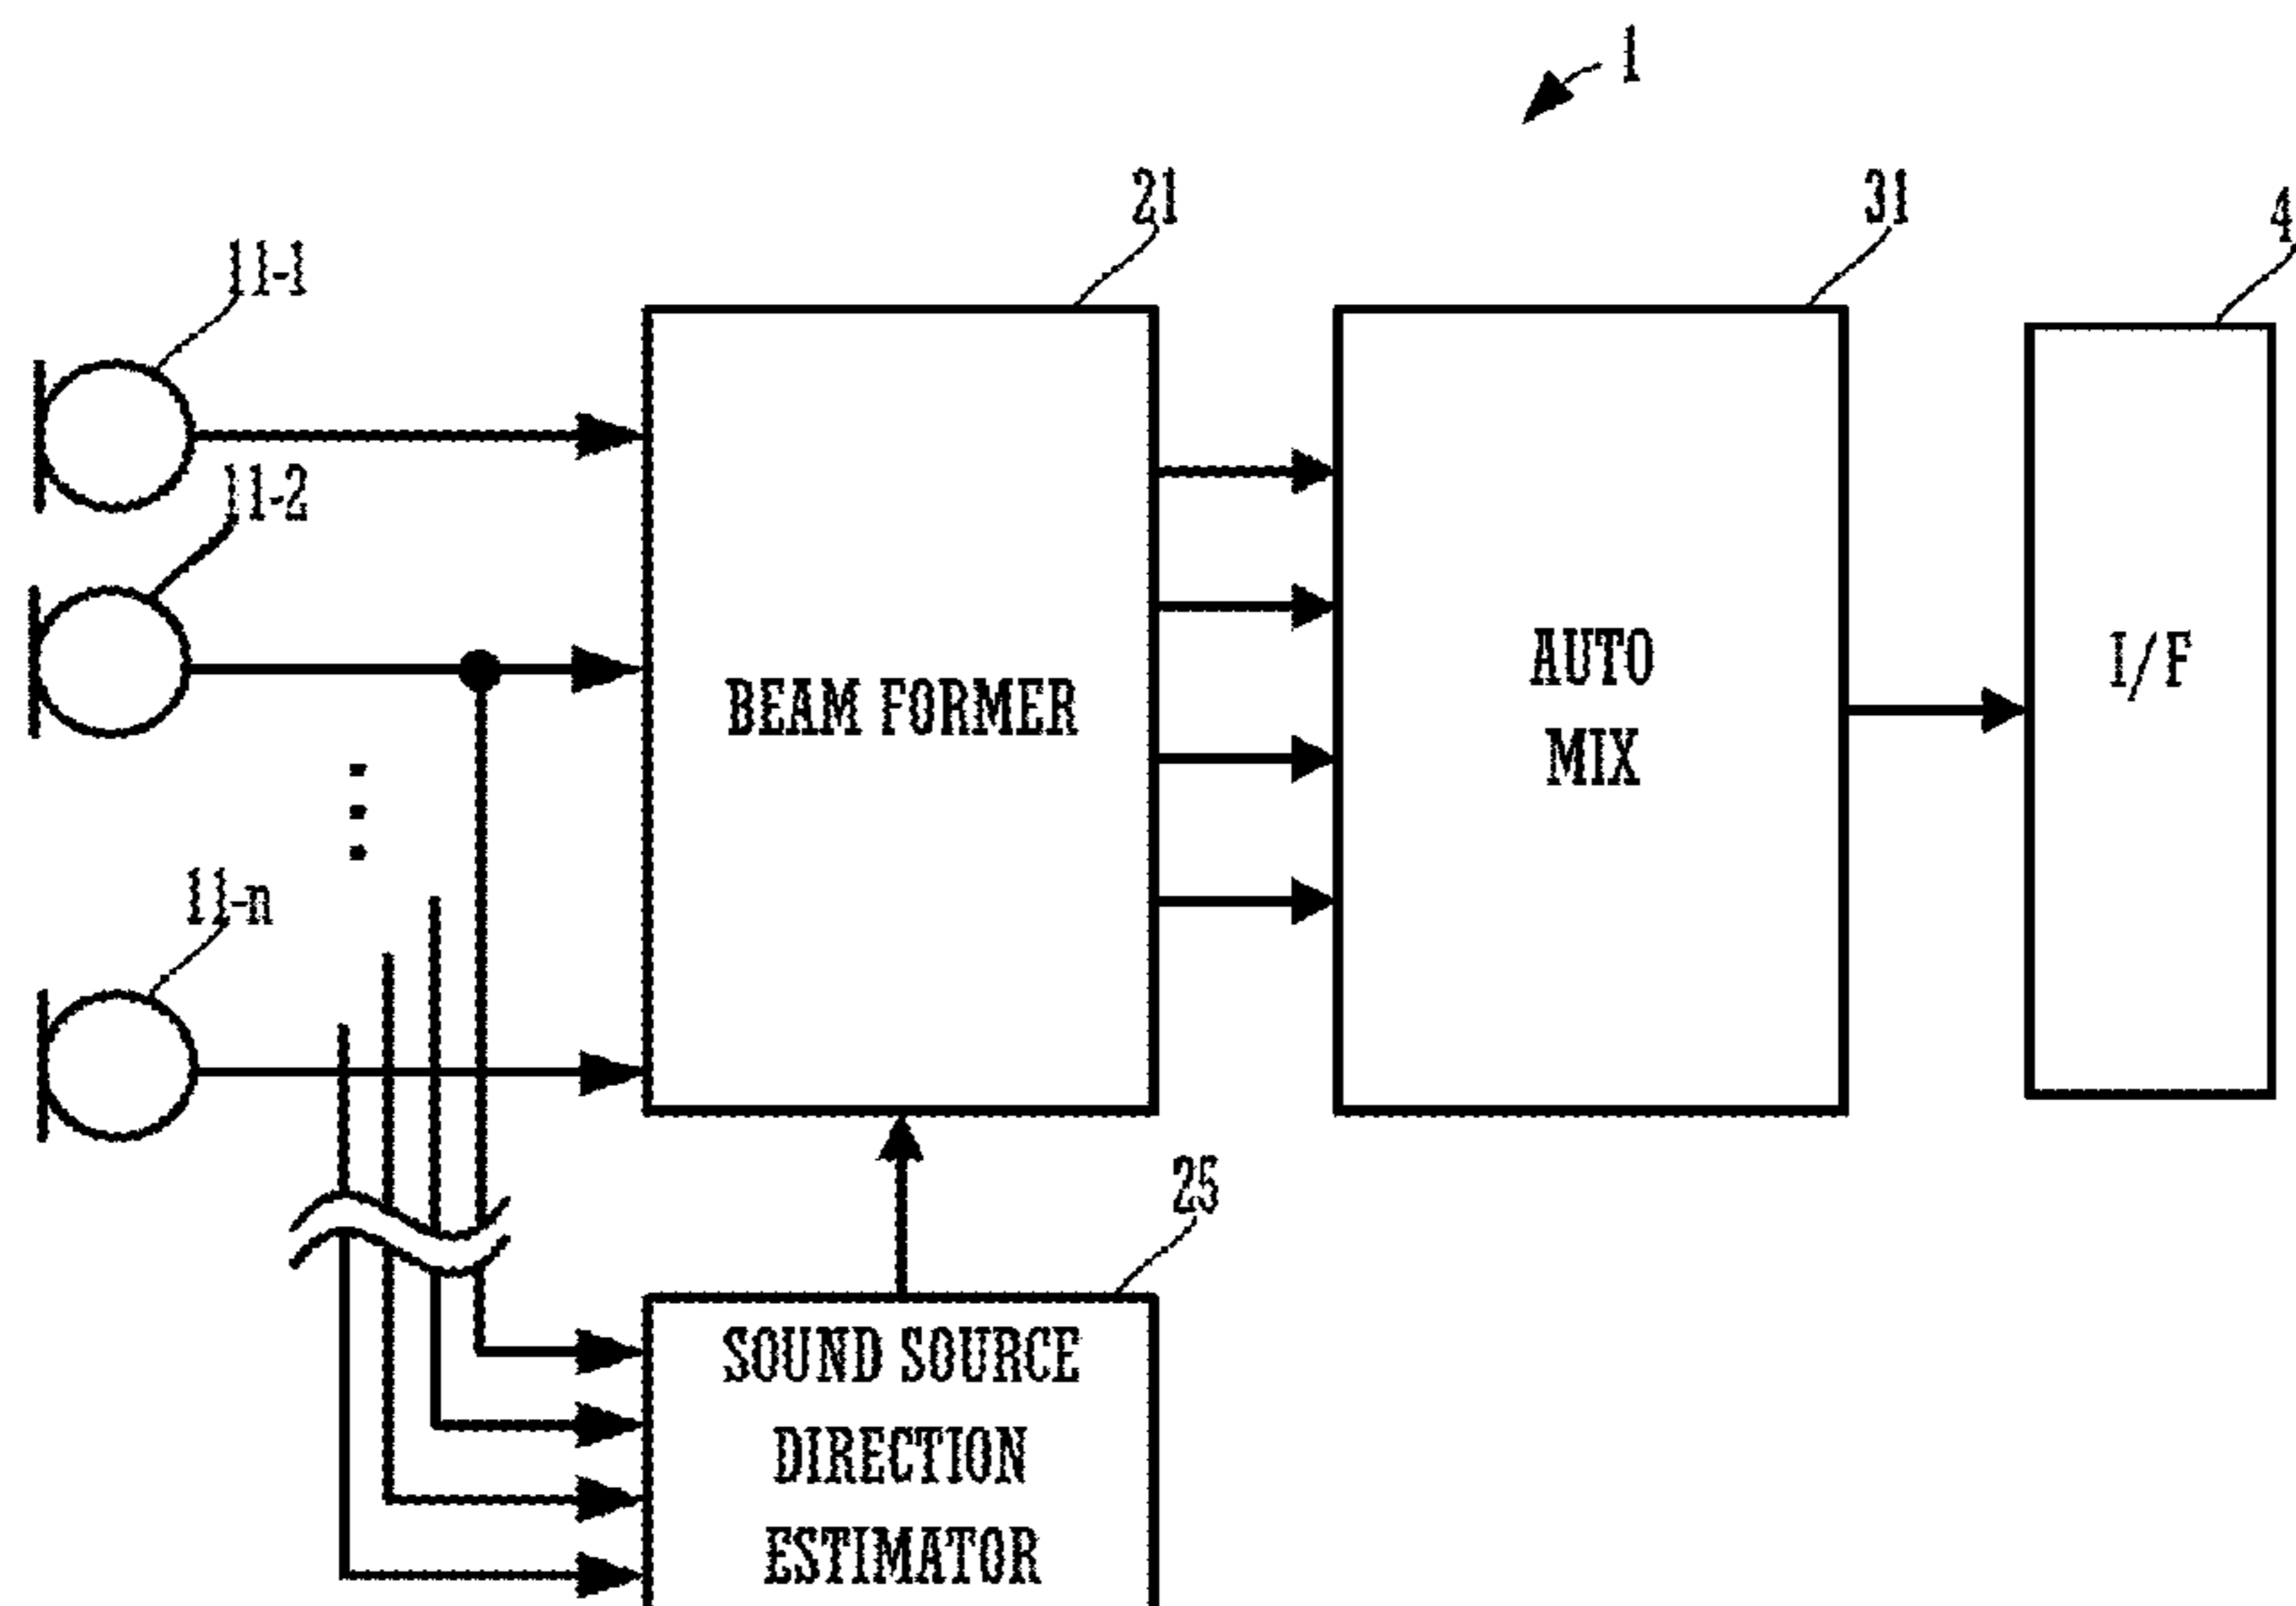 1
21
31
4
11-1
11-2
BEAM FORMER
AUTO
MIX
I/F
11-n
25
SOUND SOURCE
DIRECTION
ESTIMATOR